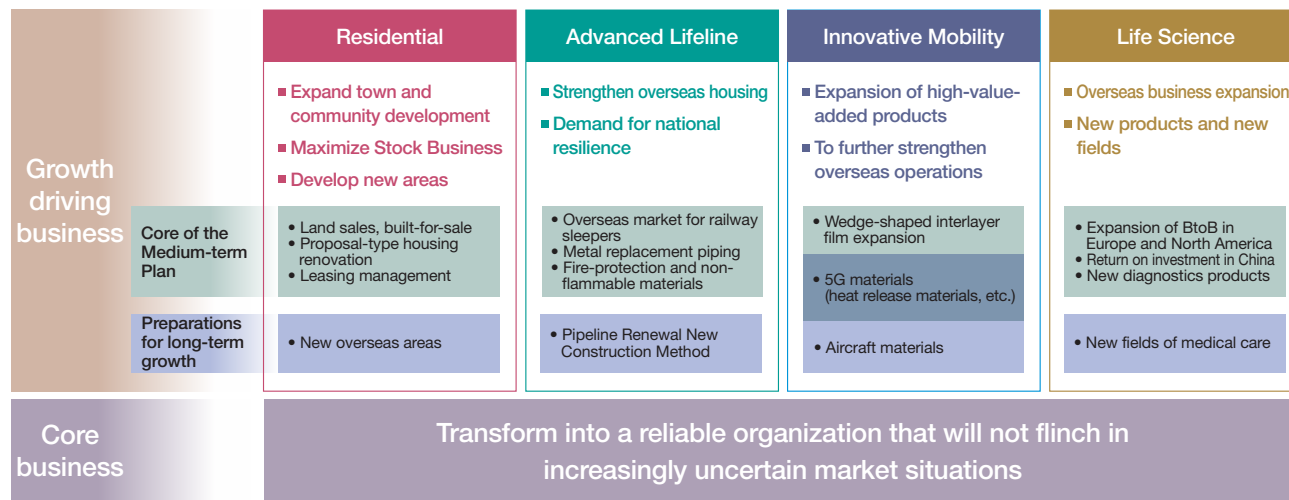 Growth
driving
business
Residential
■ Expand town and
community development
■ Maximize Stock Business
■ Develop new areas
Advanced Lifeline
■ Strengthen overseas housing
■ Demand for national
resilience
Innovative Mobility
■ Expansion of high-value-
added products
■ To further strengthen
overseas operations
Life Science
■ Overseas business expansion
■ New products and new
fields
Core of the
Medium-term
Plan
• Land sales, built-for-sale
• Proposal-type housing
renovation
• Leasing management
• Overseas market for railway
sleepers
• Metal replacement piping
• Fire-protection and non-
flammable materials
• Wedge-shaped interlayer
film expansion
• 5G materials
(heat release materials, etc.)
• Expansion of BtoB in
Europe and North America
• Return on investment in China
• New diagnostics products
Preparations
for long-term
growth
• New overseas areas
• Pipeline Renewal New
Construction Method
• Aircraft materials
• New fields of medical care
Core
business
Transform into a reliable organization that will not flinch in
increasingly uncertain market situations